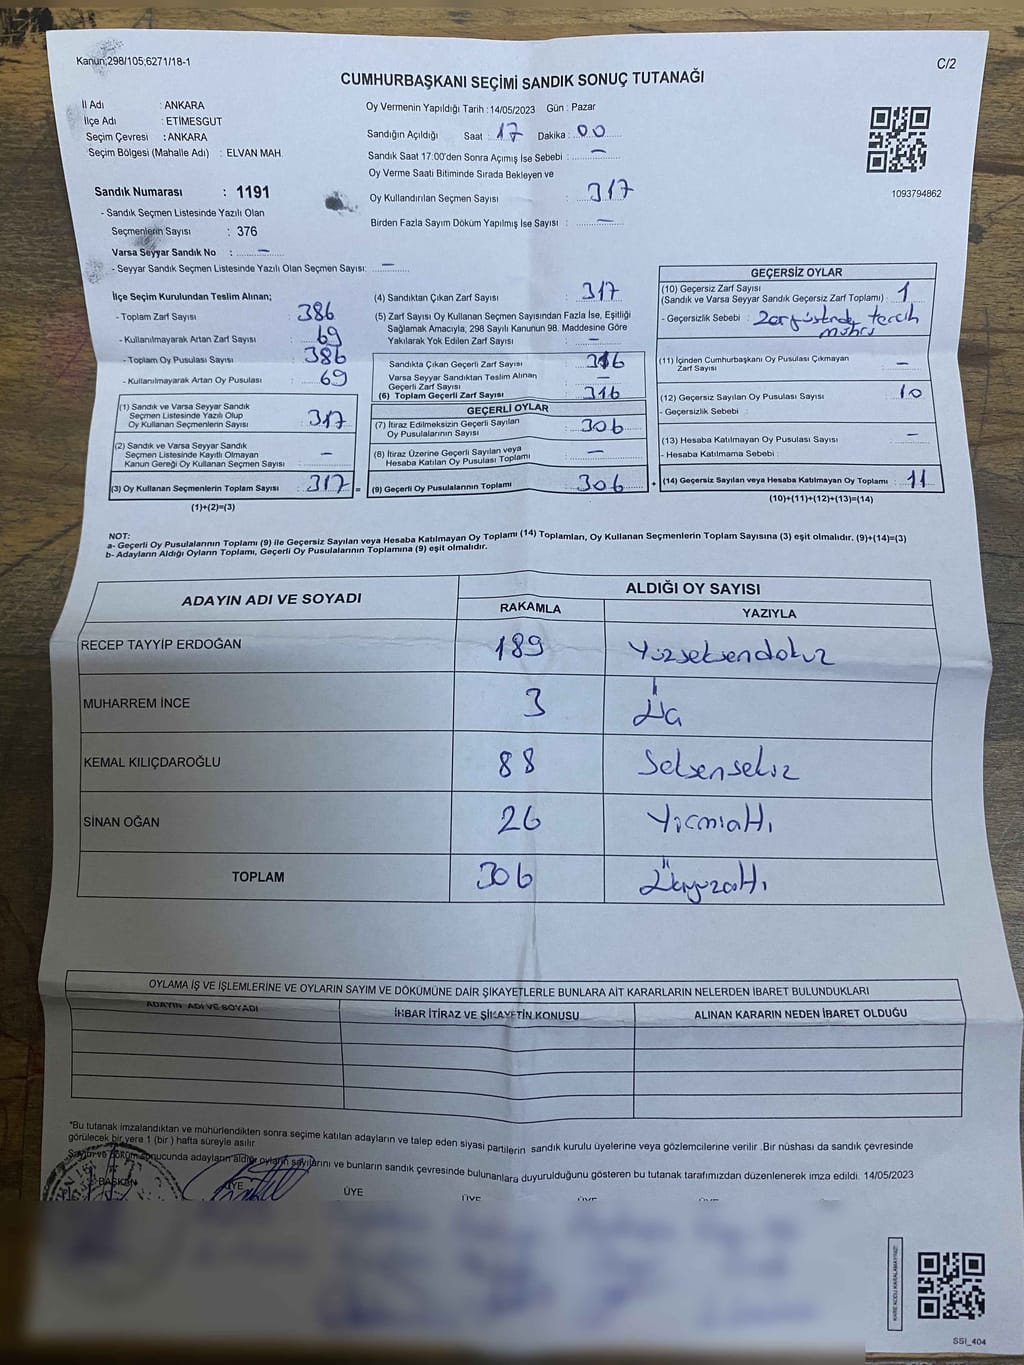 Kanun;298/105;6271/18-1
C/2
CUMHURBAŞKANI SEÇİMİ SANDIK SONUÇ TUTANAĞI
İl Adı : ANKARA
İlçe Adı : ETİMESGUT
Seçim Çevresi : ANKARA
Seçim Bölgesi (Mahalle Adı) : ELVAN MAH.
Sandık Numarası : 1191
- Sandık Seçmen Listesinde Yazılı Olan
Seçmenlerin Sayısı : 376
Varsa Seyyar Sandık No : –
- Seyyar Sandık Seçmen Listesinde Yazılı Olan Seçmen Sayısı: –
Oy Vermenin Yapıldığı Tarih : 14/05/2023 Gün : Pazar
Sandığın Açıldığı Saat : 17 Dakika : 00
Sandık Saat 17:00'den Sonra Açımış İse Sebebi : –
Oy Verme Saati Bitiminde Sırada Bekleyen ve
Oy Kullandırılan Seçmen Sayısı : 317
Birden Fazla Sayım Döküm Yapılmış İse Sayısı : –
1093794862
İlçe Seçim Kurulundan Teslim Alınan;
- Toplam Zarf Sayısı : 386
- Kullanılmayarak Artan Zarf Sayısı : 69
- Toplam Oy Pusulası Sayısı : 386
- Kullanılmayarak Artan Oy Pusulası : 69
(1) Sandık ve Varsa Seyyar Sandık
Seçmen Listesinde Yazılı Olup
Oy Kullanan Seçmenlerin Sayısı : 317
(2) Sandık ve Varsa Seyyar Sandık
Seçmen Listesinde Kayıtlı Olmayan
Kanun Gereği Oy Kullanan Seçmen Sayısı : –
(3) Oy Kullanan Seçmenlerin Toplam Sayısı : 317 =
(1)+(2)=(3)
(4) Sandıktan Çıkan Zarf Sayısı : 317
(5) Zarf Sayısı Oy Kullanan Seçmen Sayısından Fazla İse, Eşitliği
Sağlamak Amacıyla, 298 Sayılı Kanunun 98. Maddesine Göre
Yakılarak Yok Edilen Zarf Sayısı : –
Sandıkta Çıkan Geçerli Zarf Sayısı : 316
Varsa Seyyar Sandıktan Teslim Alınan
Geçerli Zarf Sayısı : –
(6) Toplam Geçerli Zarf Sayısı : 316
GEÇERLİ OYLAR
(7) İtiraz Edilmeksizin Geçerli Sayılan
Oy Pusulalarının Sayısı : 306
(8) İtiraz Üzerine Geçerli Sayılan veya
Hesaba Katılan Oy Pusulası Toplamı : –
(9) Geçerli Oy Pusulalarının Toplamı : 306 +
GEÇERSİZ OYLAR
(10) Geçersiz Zarf Sayısı
(Sandık ve Varsa Seyyar Sandık Geçersiz Zarf Toplamı) : 1
- Geçersizlik Sebebi : Zarf üstünde tercih
mührü
(11) İçinden Cumhurbaşkanı Oy Pusulası Çıkmayan
Zarf Sayısı : –
(12) Geçersiz Sayılan Oy Pusulası Sayısı : 10
- Geçersizlik Sebebi :
(13) Hesaba Katılmayan Oy Pusulası Sayısı : –
- Hesaba Katılmama Sebebi :
(14) Geçersiz Sayılan veya Hesaba Katılmayan Oy Toplamı : 11
(10)+(11)+(12)+(13)=(14)
NOT:
a- Geçerli Oy Pusulalarının Toplamı (9) ile Geçersiz Sayılan veya Hesaba Katılmayan Oy Toplamı (14) Toplamları, Oy Kullanan Seçmenlerin Toplam Sayısına (3) eşit olmalıdır. (9)+(14)=(3)
b- Adayların Aldığı Oyların Toplamı, Geçerli Oy Pusulalarının Toplamına (9) eşit olmalıdır.
ADAYIN ADI VE SOYADI ALDIĞI OY SAYISI
RAKAMLA YAZIYLA
RECEP TAYYİP ERDOĞAN 189 Yüzseksendokuz
MUHARREM İNCE 3 Üç
KEMAL KILIÇDAROĞLU 88 Seksensekiz
SİNAN OĞAN 26 Yirmialtı
TOPLAM 306 Üçyüzaltı
OYLAMA İŞ VE İŞLEMLERİNE VE OYLARIN SAYIM VE DÖKÜMÜNE DAİR ŞİKAYETLERLE BUNLARA AİT KARARLARIN NELERDEN İBARET BULUNDUKLARI
ADAYIN ADI VE SOYADI İHBAR İTİRAZ VE ŞİKAYETİN KONUSU ALINAN KARARIN NEDEN İBARET OLDUĞU
*Bu tutanak imzalandıktan ve mühürlendikten sonra seçime katılan adayların ve talep eden siyasi partilerin sandık kurulu üyelerine veya gözlemcilerine verilir .Bir nüshası da sandık çevresinde
görülecek bir yere 1 (bir ) hafta süreyle asılır.
Sayım ve döküm sonucunda adayların aldığı oyların sayılarını ve bunların sandık çevresinde bulunanlara duyurulduğunu gösteren bu tutanak tarafımızdan düzenlenerek imza edildi. 14/05/2023
BAŞKAN ÜYE ÜYE ÜYE ÜYE
KARE KODU KARALAMAYINIZ!
SSI_404